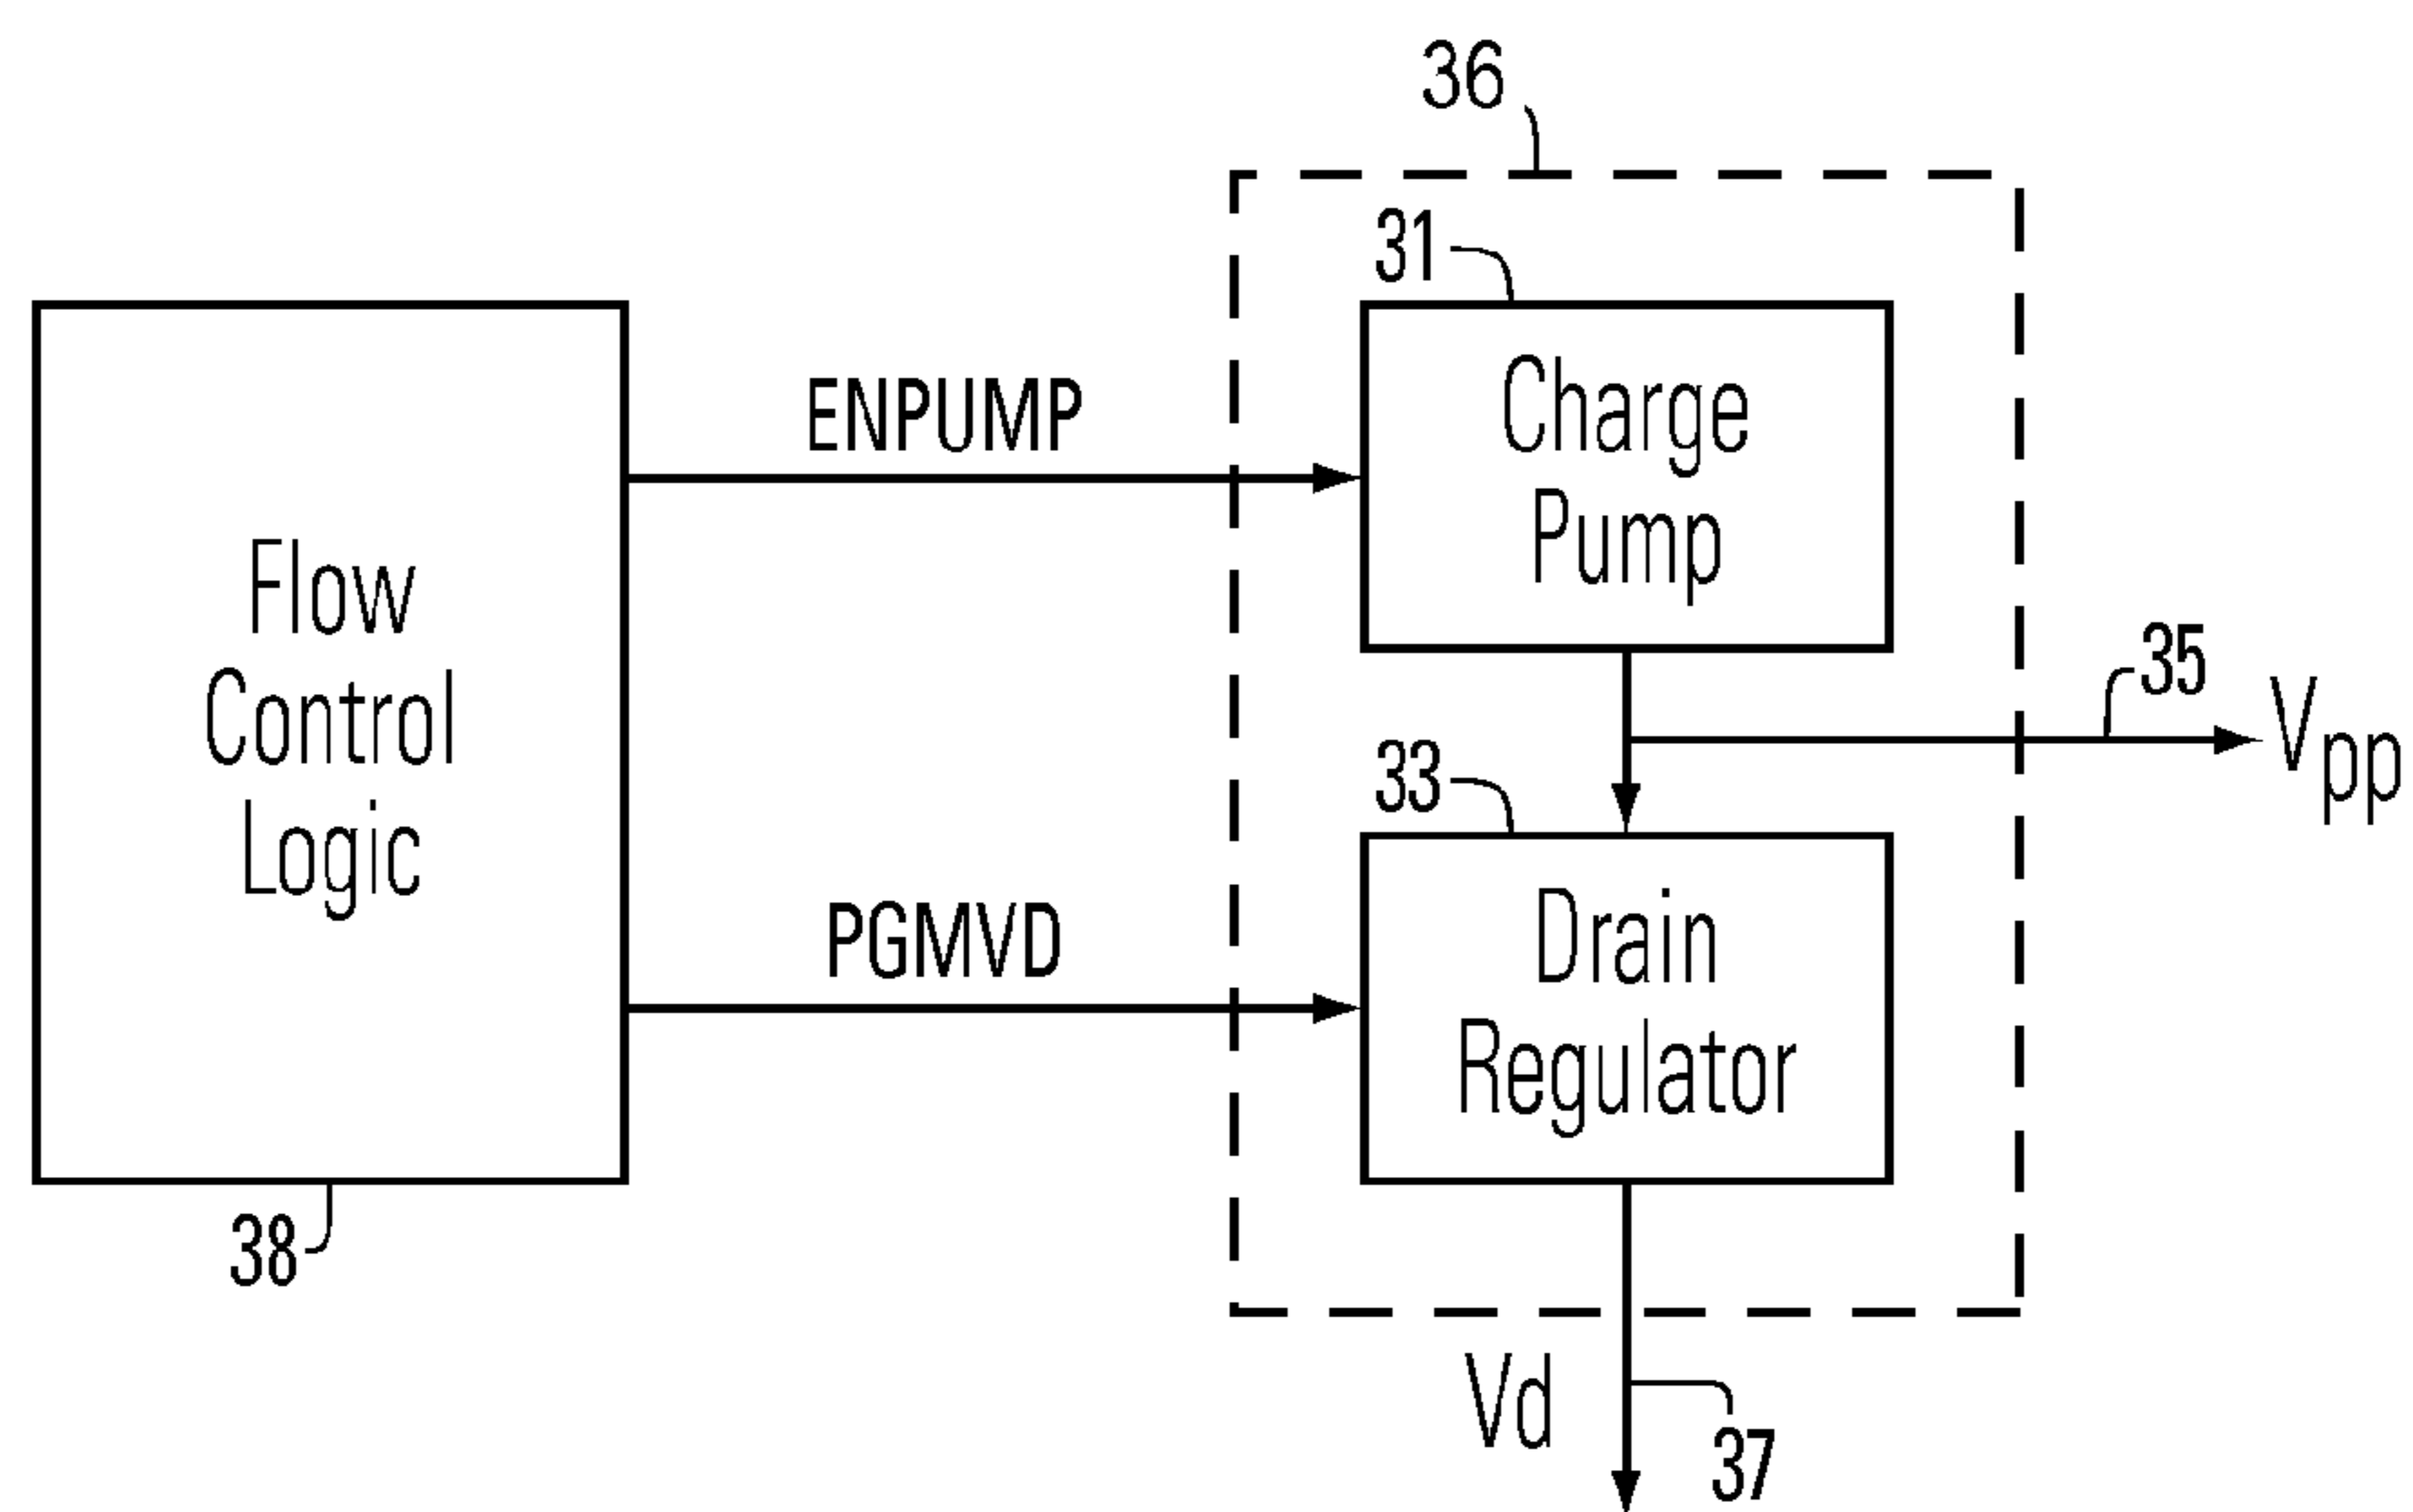 36
31
Charge
Pump
ENPUMP
Flow
Control
Logic
35
Vpp
33
Drain
Regulator
PGMVD
38
Vd
37